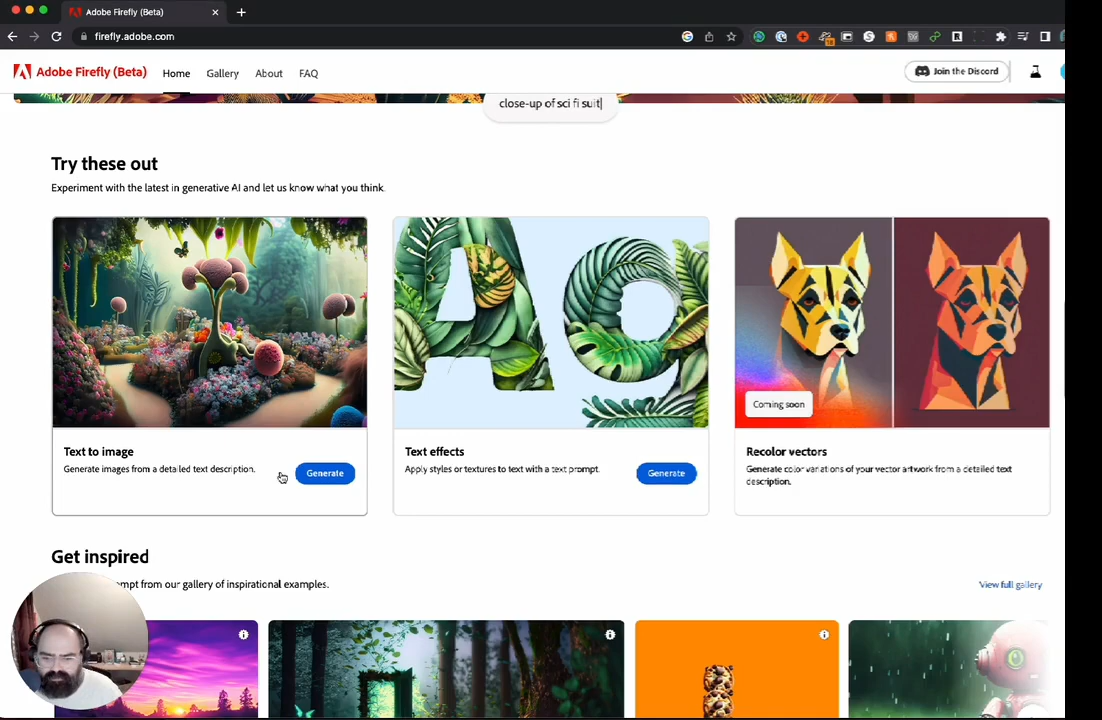 Adobe Firefly (Beta)
firefly.adobe.com
Adobe Firefly (Beta) Home Gallery About FAQ Join the Discord
close-up of sci fi suit
Try these out
Experiment with the latest in generative AI and let us know what you think.
Ag
Coming soon
Text to image
Generate images from a detailed text description.
Generate
Text effects
Apply styles or textures to text with a text prompt.
Generate
Recolor vectors
Generate color variations of your vector artwork from a detailed text
description.
Get inspired
from our gallery of inspirational examples.
View full gallery